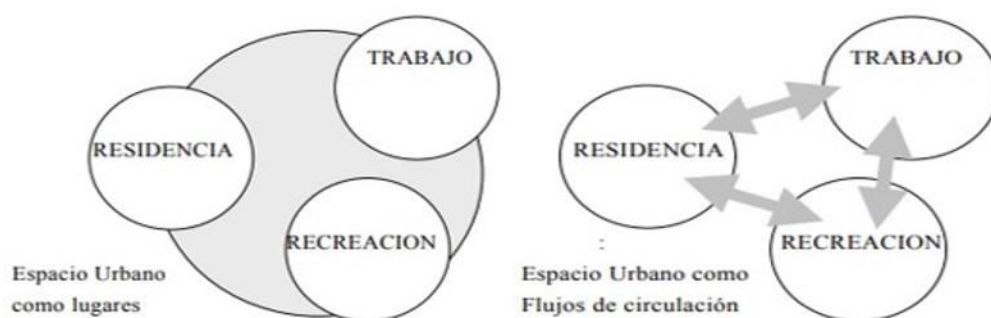 TRABAJO
RESIDENCIA
RECREACION
Espacio Urbano
como lugares
TRABAJO
RESIDENCIA
RECREACION
:
Espacio Urbano como
Flujos de circulación